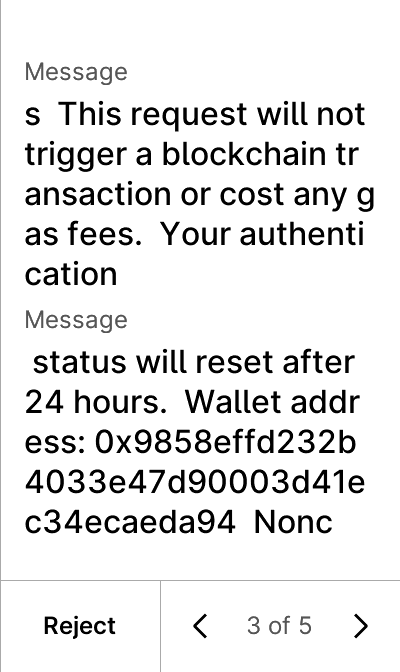 Message
s  This request will not
trigger a blockchain tr
ansaction or cost any g
as fees.  Your authenti
cation
Message
 status will reset after
24 hours.  Wallet addr
ess: 0x9858effd232b
4033e47d90003d41e
c34ecaeda94  Nonc
Reject
3 of 5